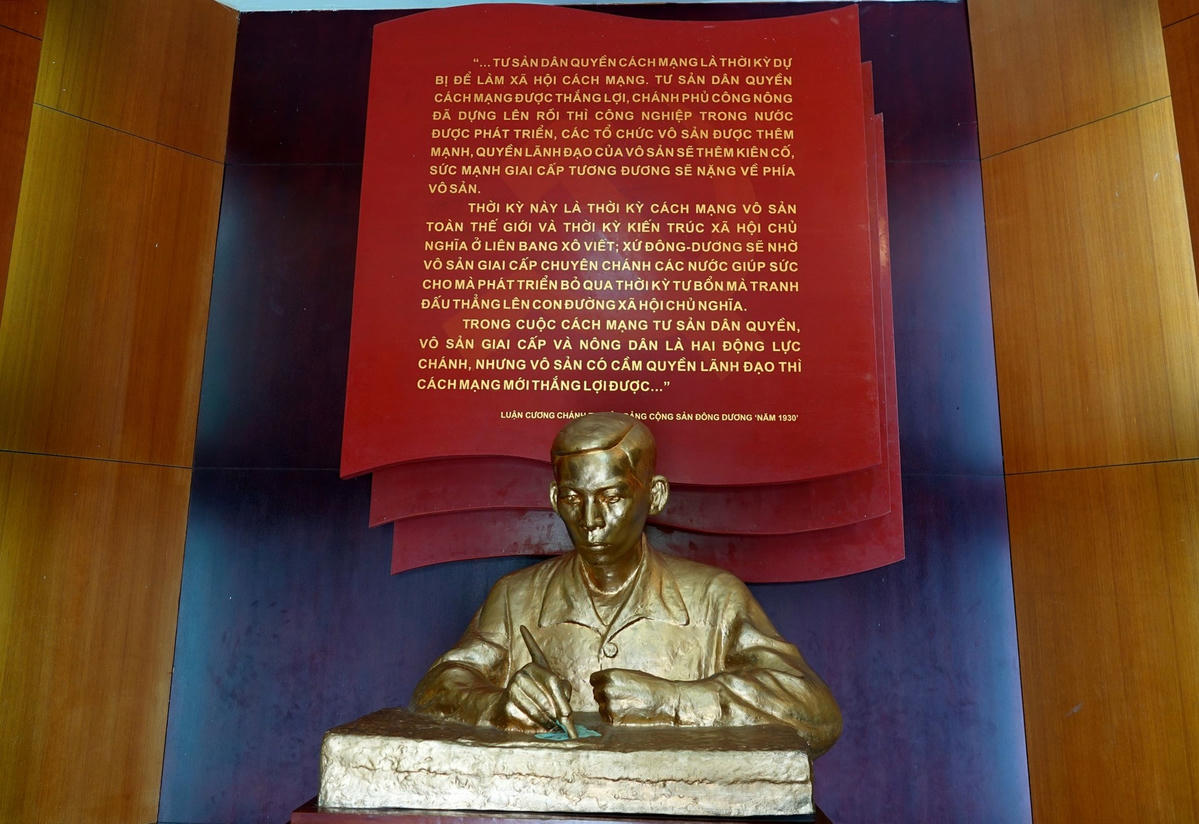 “... TƯ SẢN DÂN QUYỀN CÁCH MẠNG LÀ THỜI KỲ DỰ
BỊ ĐỂ LÀM XÃ HỘI CÁCH MẠNG. TƯ SẢN DÂN QUYỀN
CÁCH MẠNG ĐƯỢC THẮNG LỢI, CHÁNH PHỦ CÔNG NÔNG
ĐÃ DỰNG LÊN RỒI THÌ CÔNG NGHIỆP TRONG NƯỚC
ĐƯỢC PHÁT TRIỂN, CÁC TỔ CHỨC VÔ SẢN ĐƯỢC THÊM
MẠNH, QUYỀN LÃNH ĐẠO CỦA VÔ SẢN SẼ THÊM KIÊN CỐ,
SỨC MẠNH GIAI CẤP TƯƠNG ĐƯƠNG SẼ NẶNG VỀ PHÍA
VÔ SẢN.
THỜI KỲ NÀY LÀ THỜI KỲ CÁCH MẠNG VÔ SẢN
TOÀN THẾ GIỚI VÀ THỜI KỲ KIẾN TRÚC XÃ HỘI CHỦ
NGHĨA Ở LIÊN BANG XÔ VIẾT; XỨ ĐÔNG-DƯƠNG SẼ NHỜ
VÔ SẢN GIAI CẤP CHUYÊN CHÁNH CÁC NƯỚC GIÚP SỨC
CHO MÀ PHÁT TRIỂN BỎ QUA THỜI KỲ TƯ BỔN MÀ TRANH
ĐẤU THẲNG LÊN CON ĐƯỜNG XÃ HỘI CHỦ NGHĨA.
TRONG CUỘC CÁCH MẠNG TƯ SẢN DÂN QUYỀN,
VÔ SẢN GIAI CẤP VÀ NÔNG DÂN LÀ HAI ĐỘNG LỰC
CHÁNH, NHƯNG VÔ SẢN CÓ CẦM QUYỀN LÃNH ĐẠO THÌ
CÁCH MẠNG MỚI THẮNG LỢI ĐƯỢC...”
LUẬN CƯƠNG CHÁNH CỘNG SẢN ĐÔNG DƯƠNG ‘NĂM 1930’